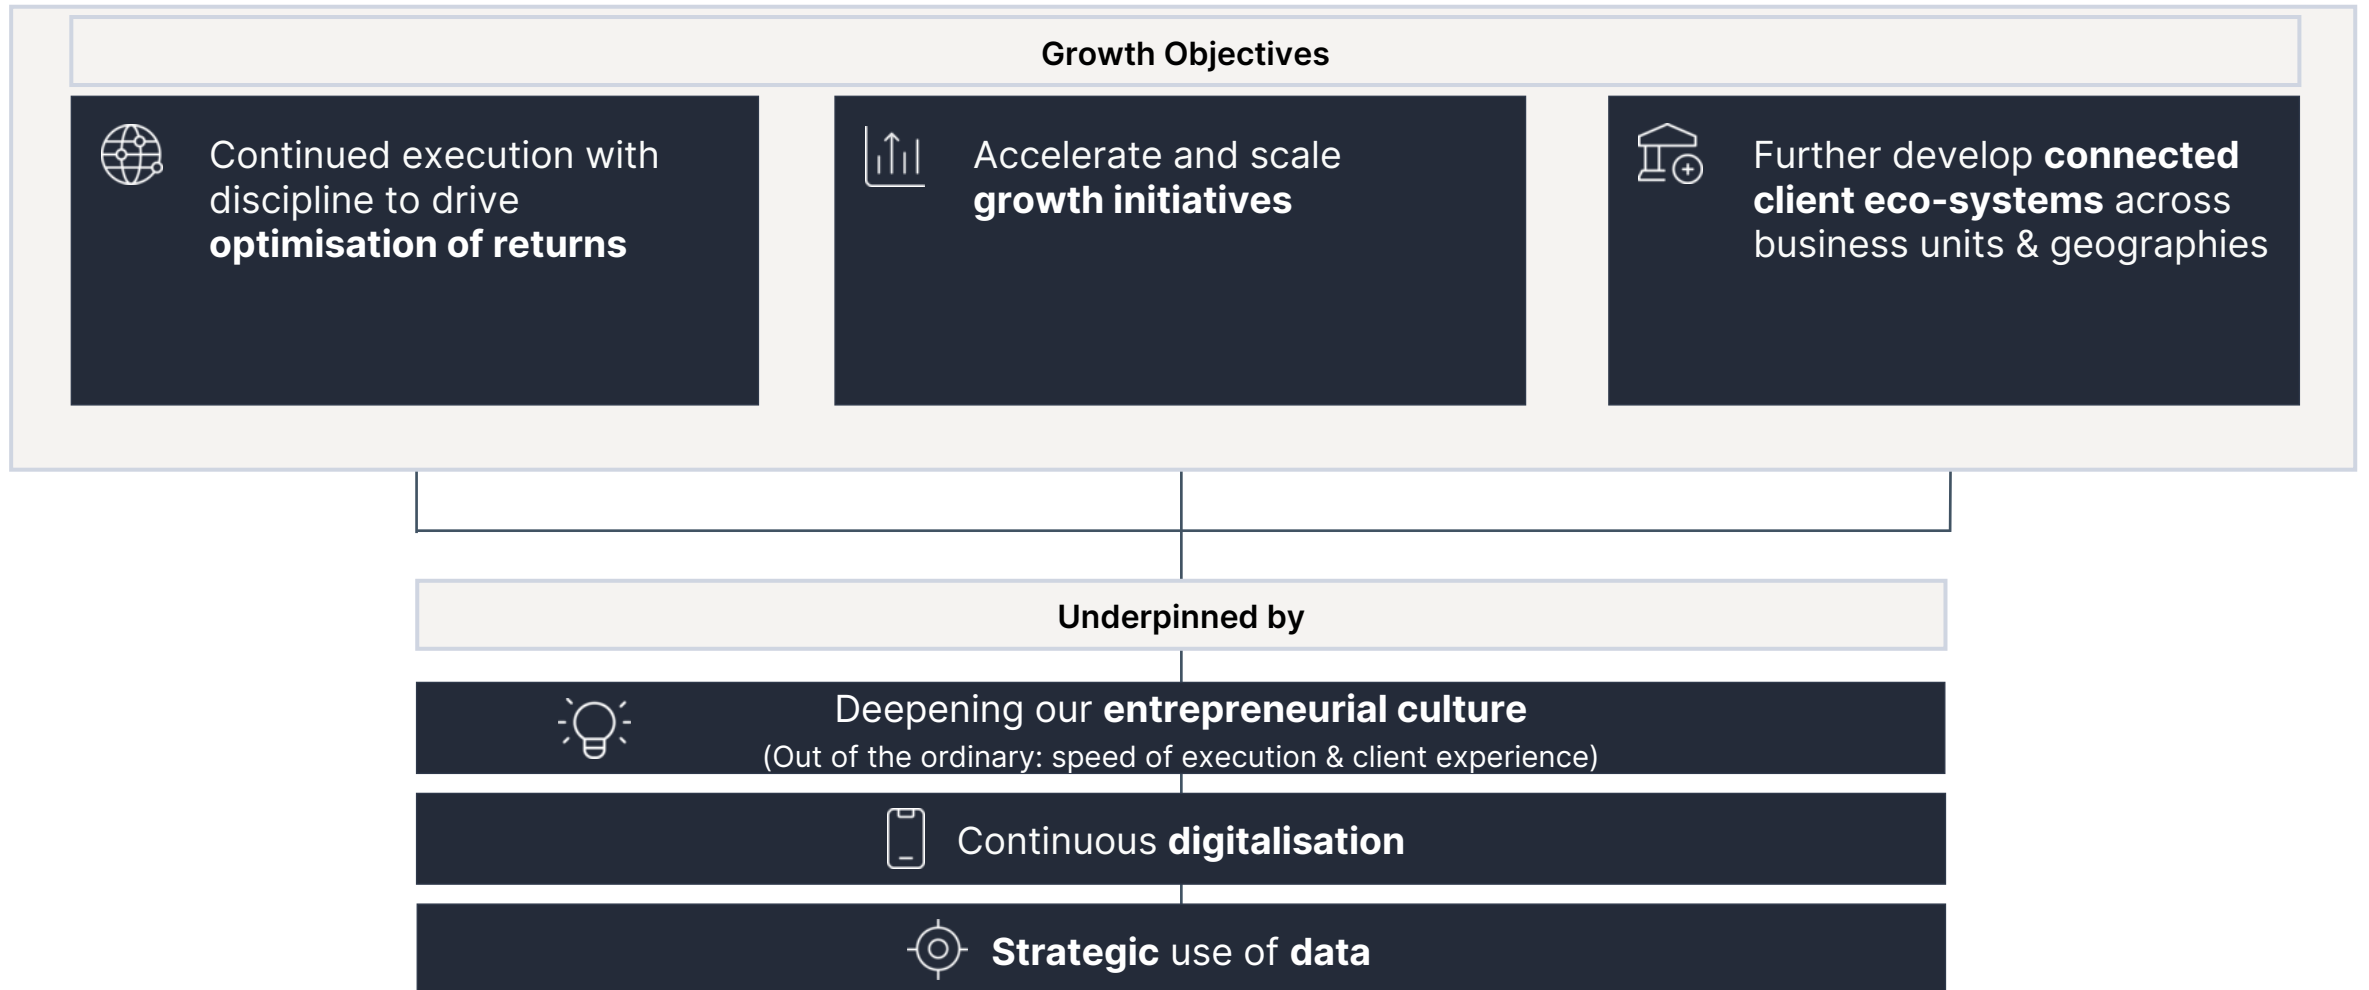 Growth Objectives
Continued execution with
discipline to drive
optimisation of returns
Accelerate and scale
growth initiatives
Further develop connected
client eco-systems across
business units & geographies
Underpinned by
Deepening our entrepreneurial culture
(Out of the ordinary: speed of execution & client experience)
Continuous digitalisation
Strategic use of data